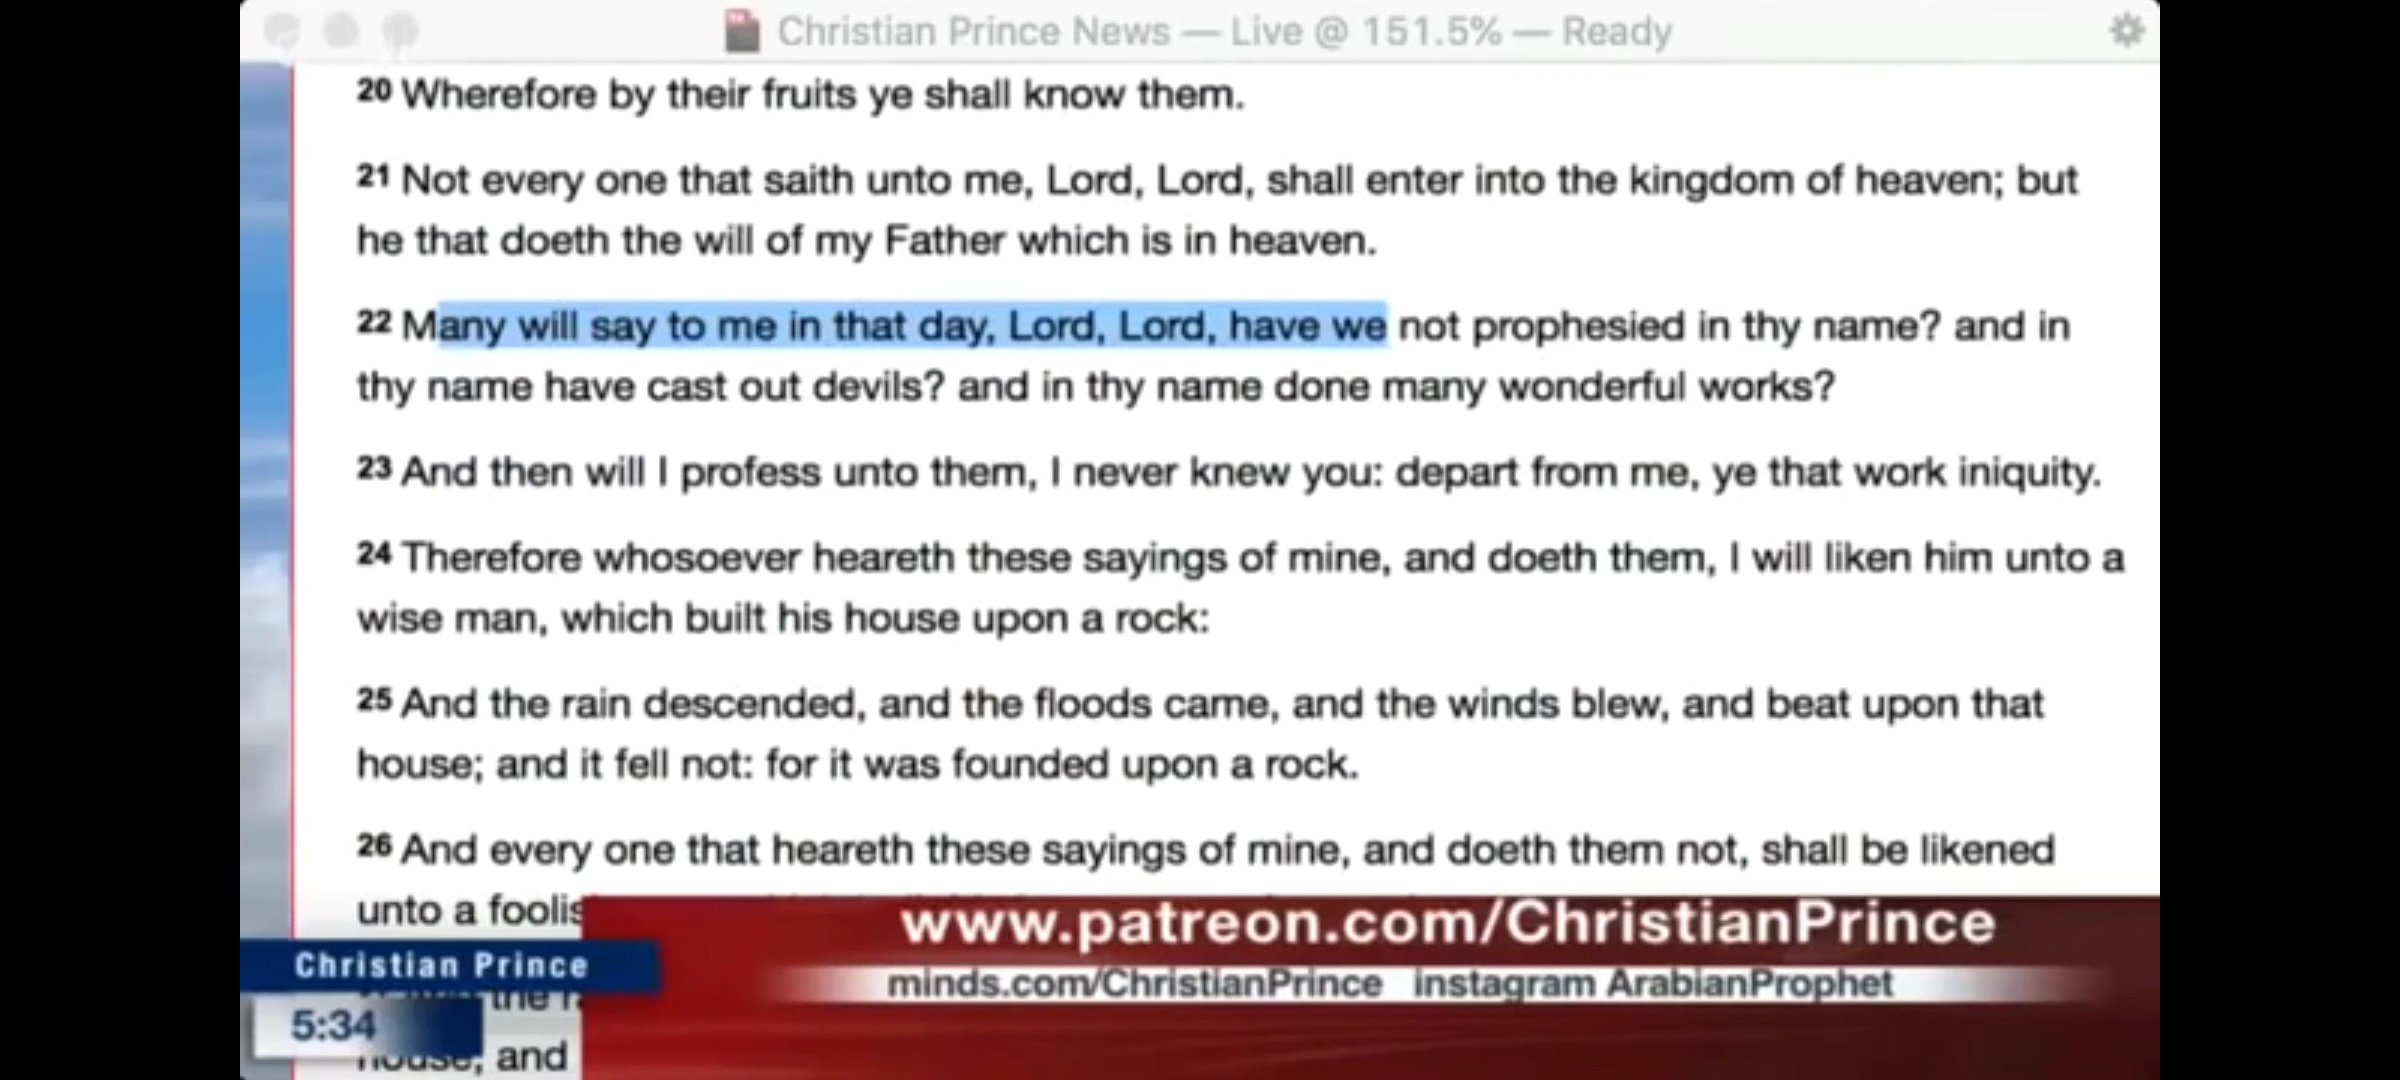 Christian Prince News — Live @ 151.5% — Ready
20 Wherefore by their fruits ye shall know them.
21 Not every one that saith unto me, Lord, Lord, shall enter into the kingdom of heaven; but
he that doeth the will of my Father which is in heaven.
22 Many will say to me in that day, Lord, Lord, have we not prophesied in thy name? and in
thy name have cast out devils? and in thy name done many wonderful works?
23 And then will I profess unto them, I never knew you: depart from me, ye that work iniquity.
24 Therefore whosoever heareth these sayings of mine, and doeth them, I will liken him unto a
wise man, which built his house upon a rock:
25 And the rain descended, and the floods came, and the winds blew, and beat upon that
house; and it fell not: for it was founded upon a rock.
26 And every one that heareth these sayings of mine, and doeth them not, shall be likened
unto a foolis
www.patreon.com/ChristianPrince
Christian Prince
minds.com/ChristianPrince instagram ArabianProphet
the
5:34
house; and